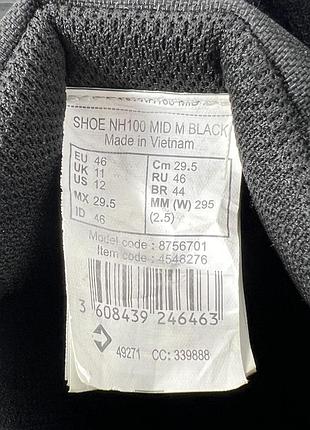 SHOE NH100 MID M BLACK
Made in Vietnam
EU 46
UK 11
US 12
MX 29.5
ID 46
Cm 29.5
RU 46
BR 44
MM (W) 295
(2.5)
Model code : 8756701
Item code : 4548276
3 608439 246463
49271 CC: 339888